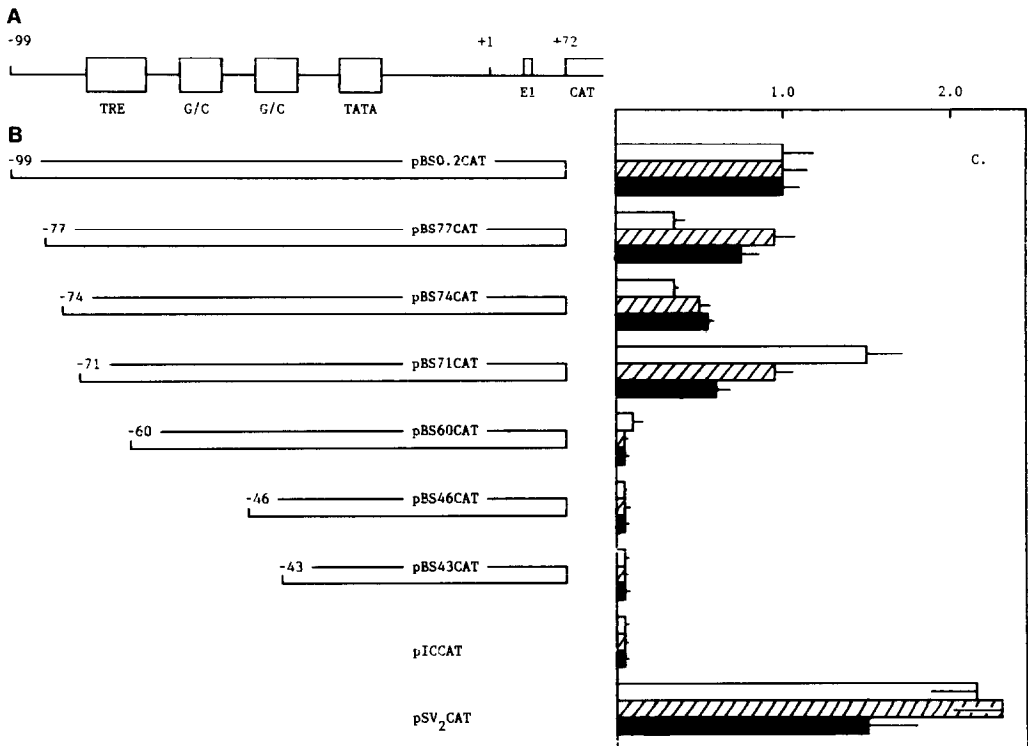 A
-99 +1 +72
TRE G/C G/C TATA E1 CAT
1.0 2.0
B
-99 pBS0.2CAT C.
-77 pBS77CAT
-74 pBS74CAT
-71 pBS71CAT
-60 pBS60CAT
-46 pBS46CAT
-43 pBS43CAT
pICCAT
pSV₂CAT